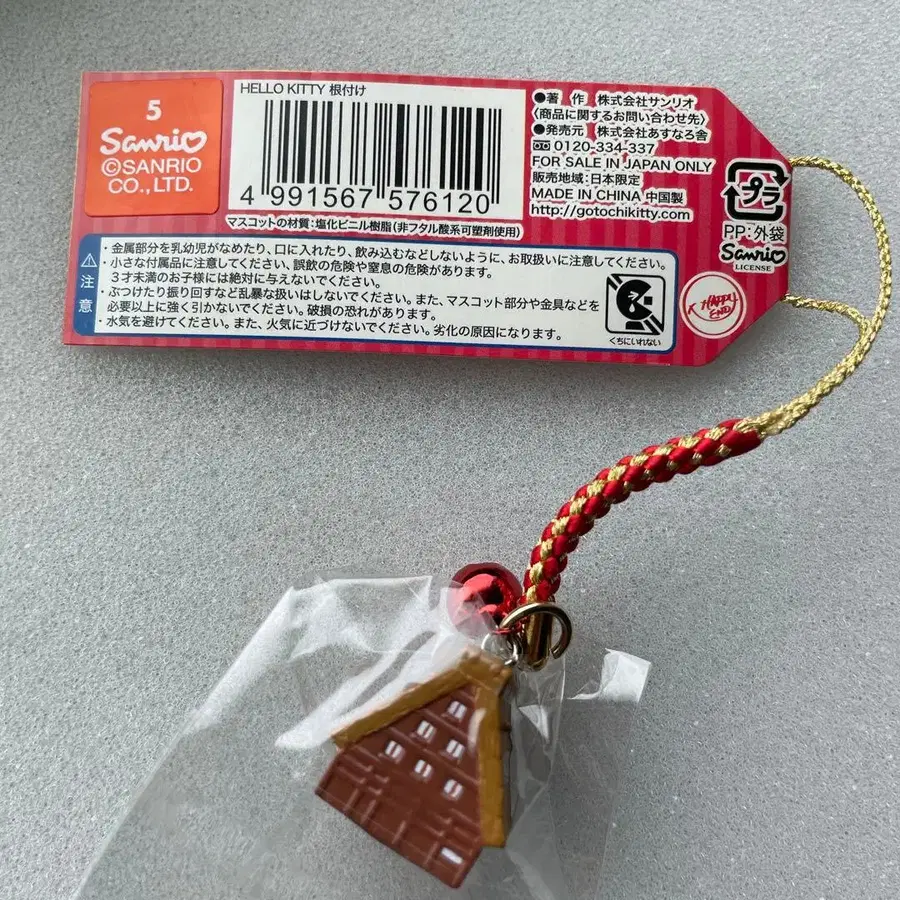 5
Sanrio
©SANRIO
CO.,LTD.
HELLO KITTY 根付け
4 991567 576120
マスコットの材質:塩化ビニル樹脂(非フタル酸系可塑剤使用)
●著 作 株式会社サンリオ
〈商品に関するお問い合わせ先〉
●発売元 株式会社あすなろ舎
0120-334-337
FOR SALE IN JAPAN ONLY
販売地域:日本限定
MADE IN CHINA 中国製
http://gotochikitty.com
プラ
PP:外袋
Sanrio
LICENSE
注意
・金属部分を乳幼児がなめたり、口に入れたり、飲み込むなどしないように、お取扱いに注意してください。
・小さな付属品に注意してください、誤飲の危険や窒息の危険があります。
3才未満のお子様には絶対に与えないでください。
・ぶつけたり振り回すなど乱暴な扱いはしないでください。また、マスコット部分や金具などを
必要以上に強く引かないでください。破損の恐れがあります。
・水気を避けてください。また、火気に近づけないでください。劣化の原因になります。
くちにいれない
HAPPY
END